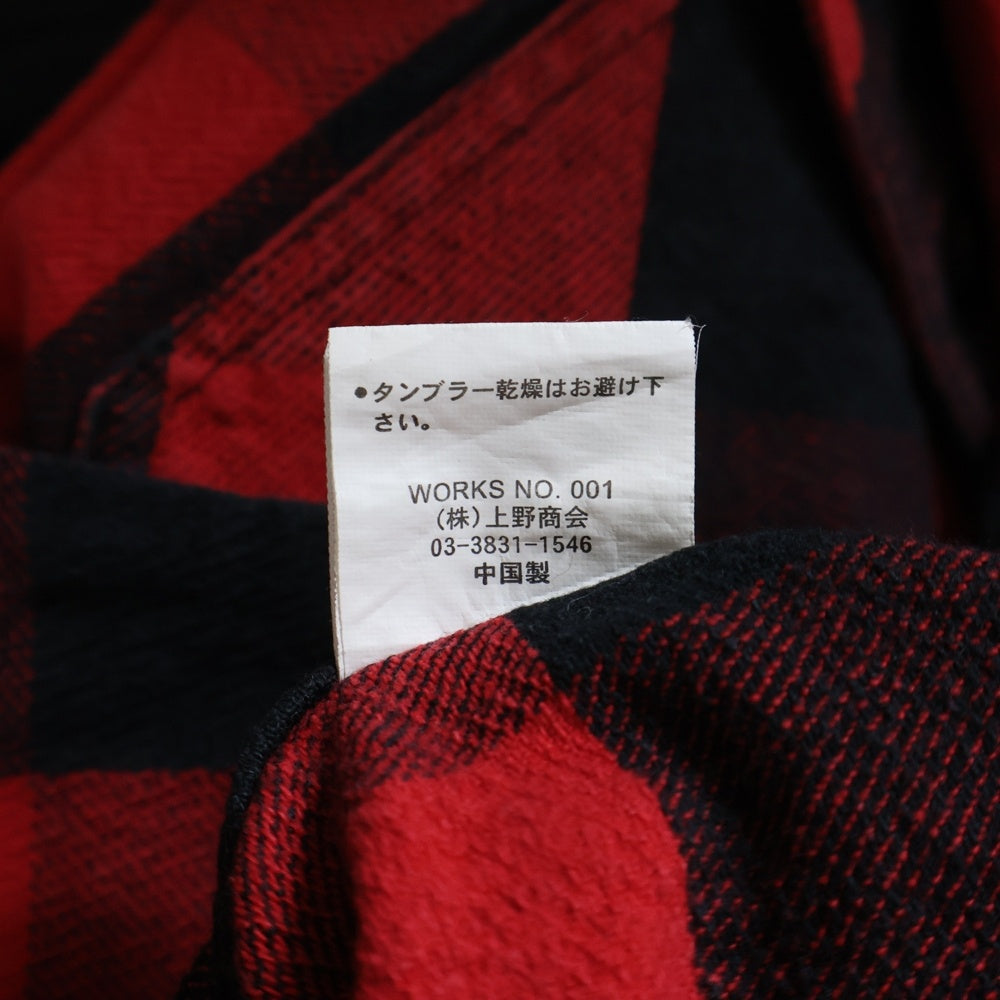 ●タンブラー乾燥はお避け下
さい。
WORKS NO. 001
(株)上野商会
03-3831-1546
中国製